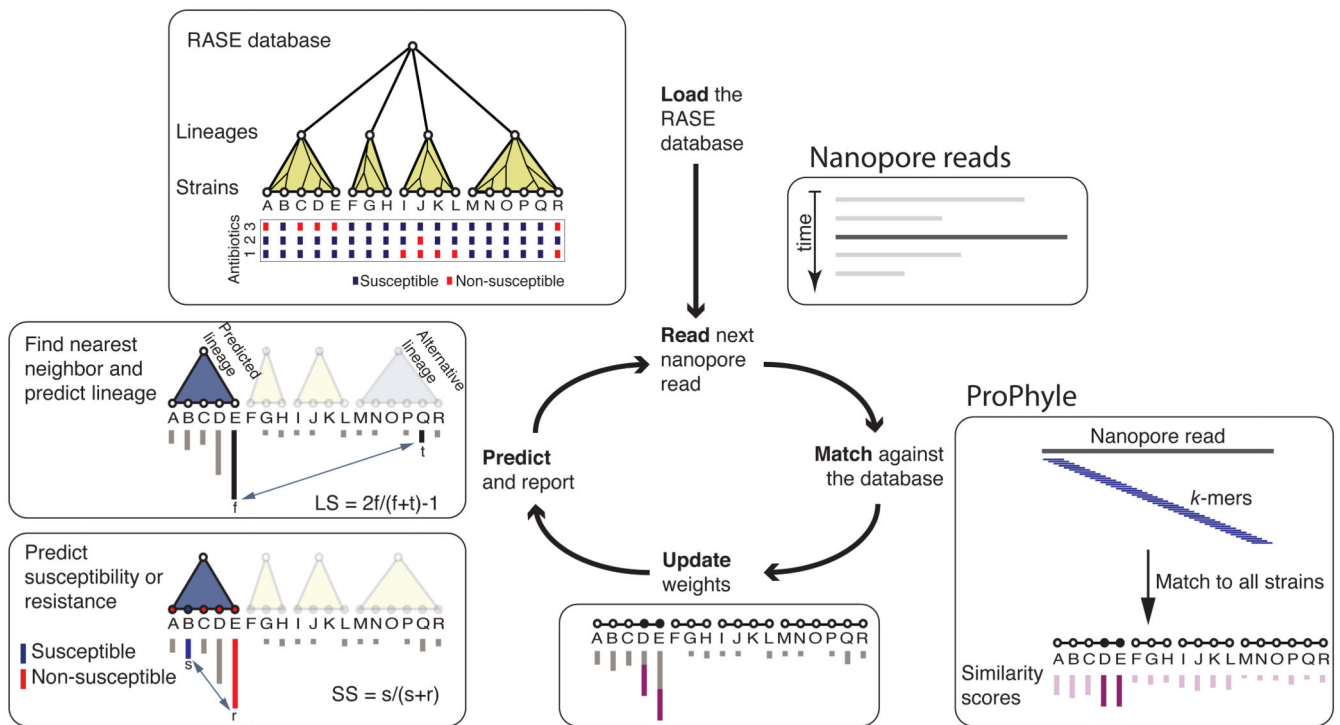 RASE database
Lineages
Strains
A B C D E F G H I J K L M N O P Q R
Antibiotics
3
2
1
Susceptible Non-susceptible
Load the
RASE
database
Nanopore reads
time
Read next
nanopore
read
Match against
the database
Update
weights
Predict
and report
Find nearest
neighbor and
predict lineage
Predicted
lineage
Alternative
lineage
A B C D E F G H I J K L M N O P Q R
t
f
LS = 2f/(f+t)-1
Predict
susceptibility or
resistance
A B C D E F G H I J K L M N O P Q R
Susceptible
Non-susceptible
s
r
SS = s/(s+r)
A B C D E F G H I J K L M N O P Q R
ProPhyle
Nanopore read
k-mers
Match to all strains
A B C D E F G H I J K L M N O P Q R
Similarity
scores